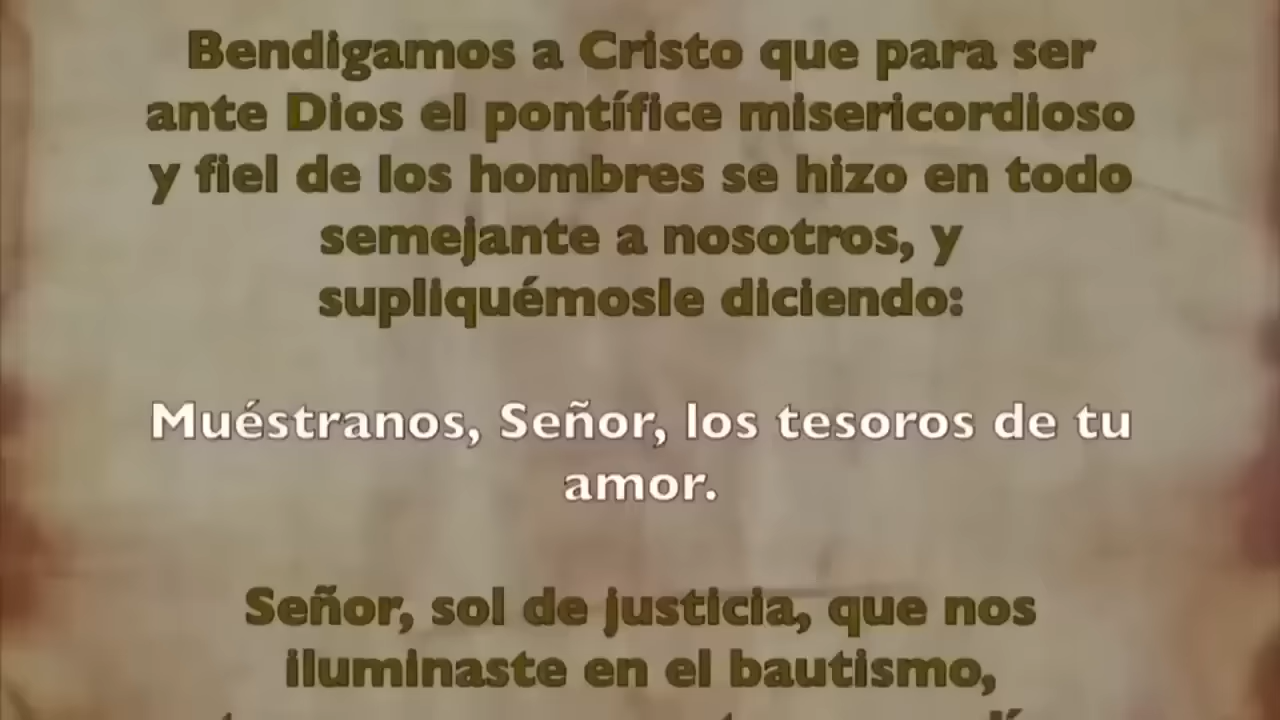 Bendigamos a Cristo que para ser
ante Dios el pontífice misericordioso
y fiel de los hombres se hizo en todo
semejante a nosotros, y
supliquémosle diciendo:
Muéstranos, Señor, los tesoros de tu
amor.
Señor, sol de justicia, que nos
iluminaste en el bautismo,